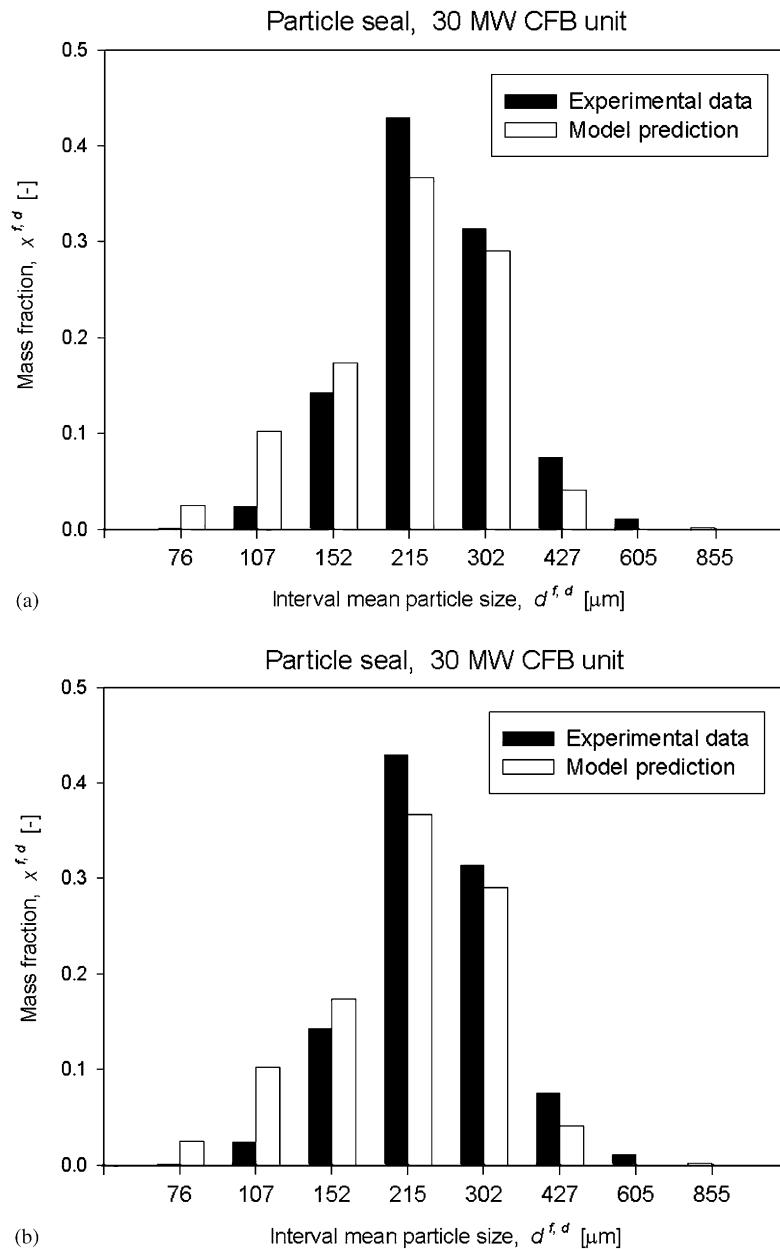 Particle seal, 30 MW CFB unit
0.5
Experimental data
Model prediction
0.4
0.3
0.2
0.1
0.0
Mass fraction, χ f, d [-]
76 107 152 215 302 427 605 855
(a)
Interval mean particle size, d f, d [μm]
Particle seal, 30 MW CFB unit
0.5
Experimental data
Model prediction
0.4
0.3
0.2
0.1
0.0
Mass fraction, χ f, d [-]
76 107 152 215 302 427 605 855
(b)
Interval mean particle size, d f, d [μm]